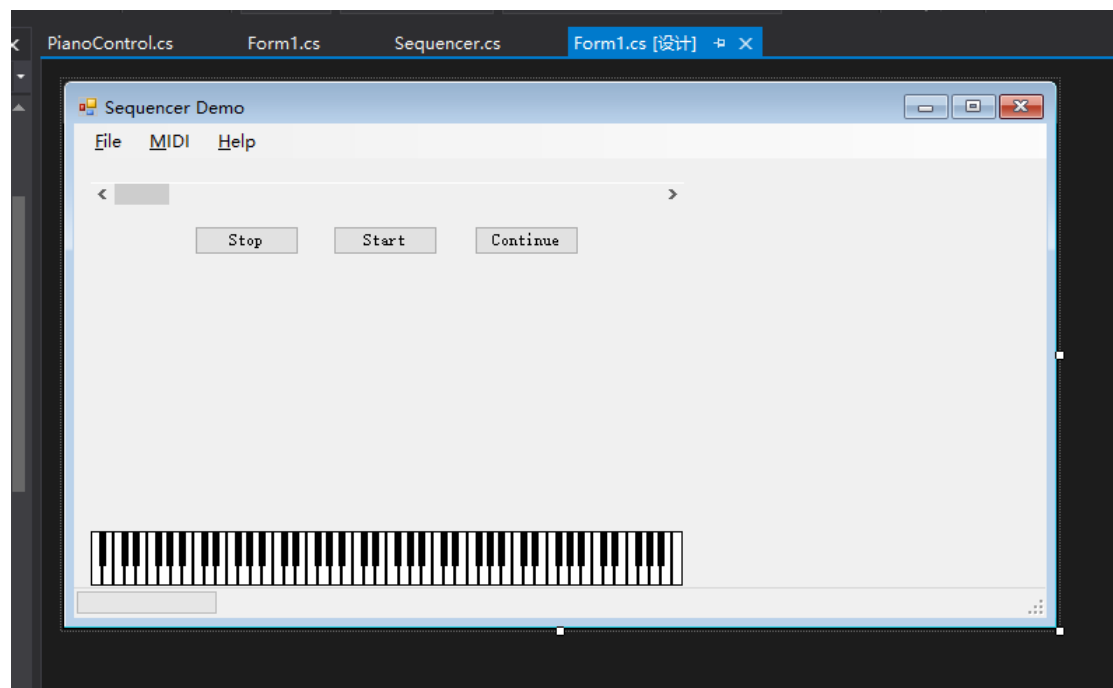 PianoControl.cs Form1.cs Sequencer.cs Form1.cs [设计]
Sequencer Demo
File MIDI Help
Stop Start Continue